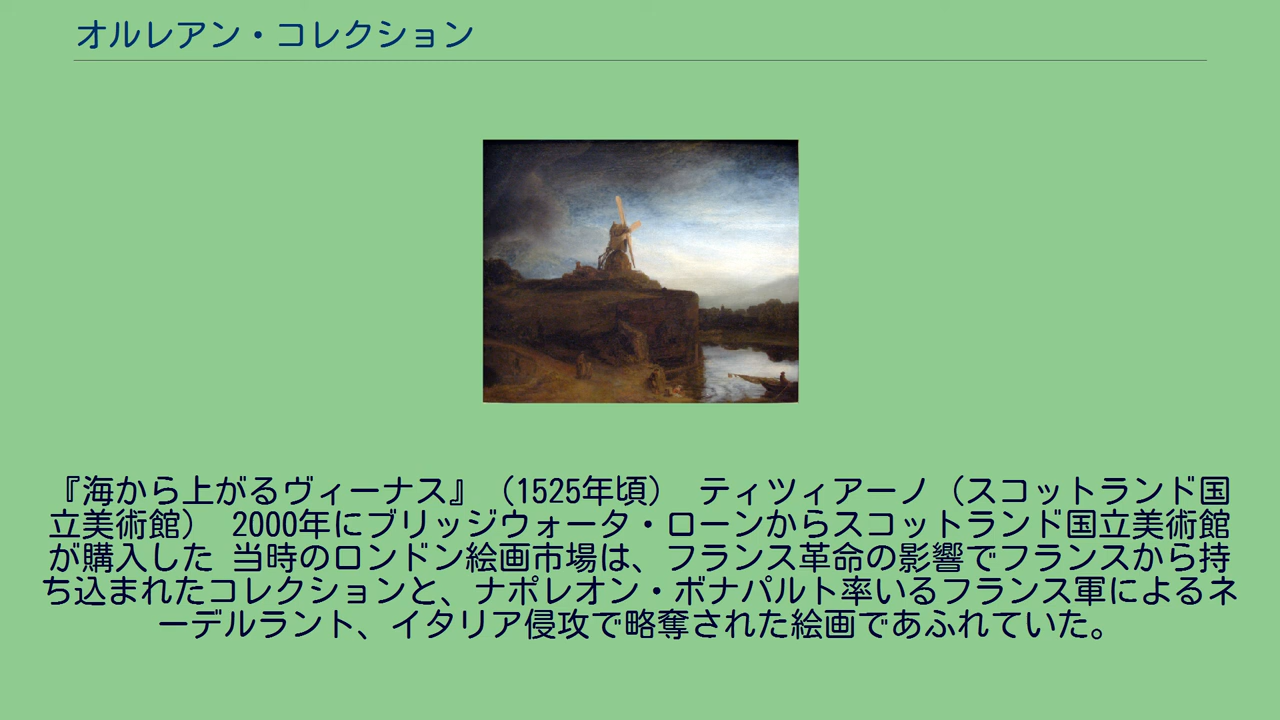 オルレアン・コレクション
『海から上がるヴィーナス』（1525年頃） ティツィアーノ（スコットランド国
立美術館） 2000年にブリッジウォータ・ローンからスコットランド国立美術館
が購入した 当時のロンドン絵画市場は、フランス革命の影響でフランスから持
ち込まれたコレクションと、ナポレオン・ボナパルト率いるフランス軍によるネ
ーデルラント、イタリア侵攻で略奪された絵画であふれていた。